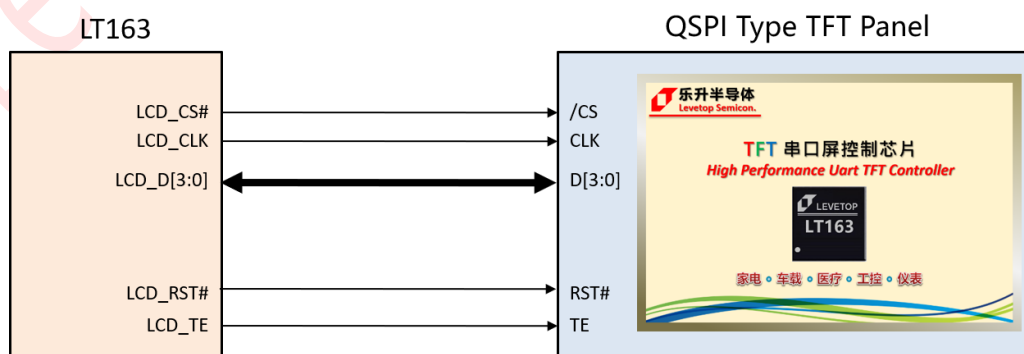 LT163
QSPI Type TFT Panel
LCD_CS#
LCD_CLK
LCD_D[3:0]
LCD_RST#
LCD_TE
/CS
CLK
D[3:0]
RST#
TE
乐升半导体
Levetop Semicon.
TFT 串口屏控制芯片
High Performance Uart TFT Controller
LEVETOP
LT163
家电 • 车载 • 医疗 • 工控 • 仪表